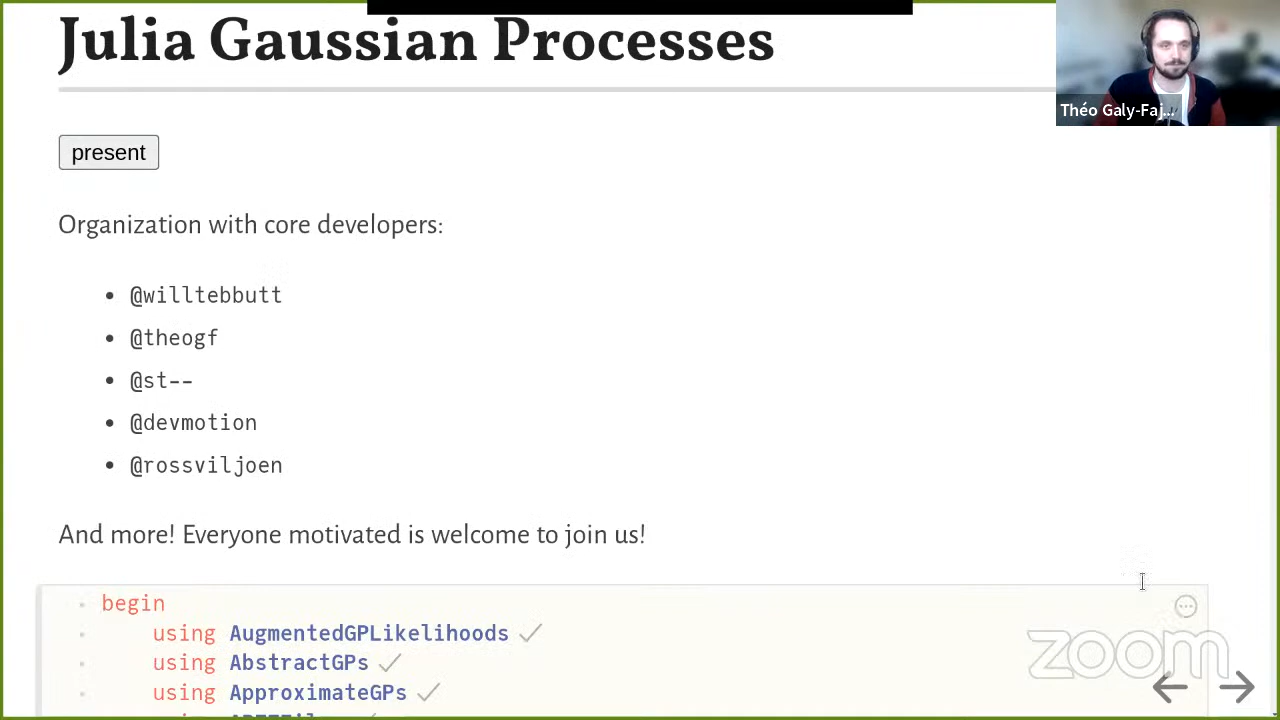 Julia Gaussian Processes
Théo Galy-Faj...
present
Organization with core developers:
@willtebbutt
@theogf
@st--
@devmotion
@rossviljoen
And more! Everyone motivated is welcome to join us!
begin
using AugmentedGPLikelihoods
using AbstractGPs
using ApproximateGPs
zoom